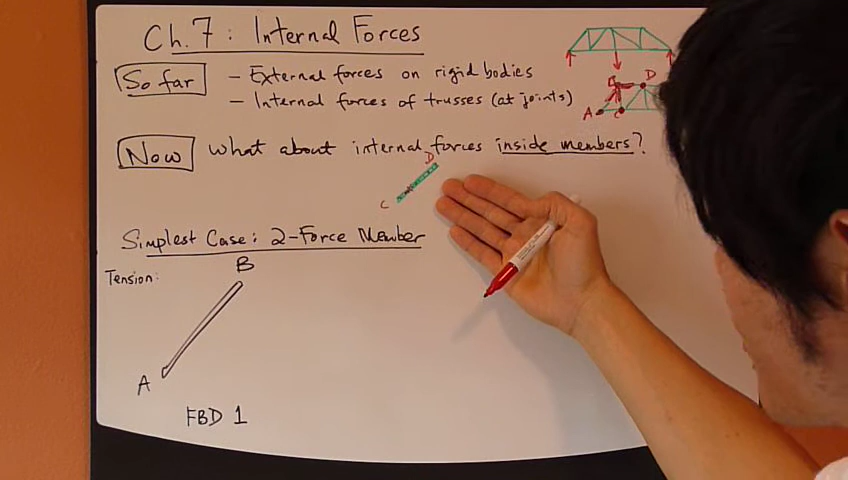 Ch. 7 : Internal Forces
So far - External forces on rigid bodies
- Internal forces of trusses (at joints)
B D
A C
Now What about internal forces inside members?
D
C
Simplest Case: 2-Force Member
Tension:
B
A
FBD 1